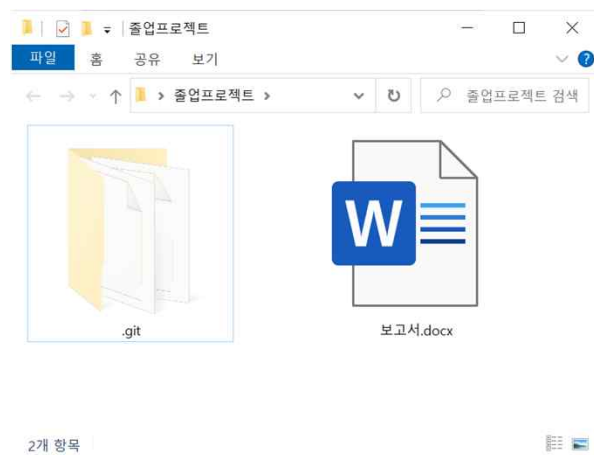 졸업프로젝트
파일 홈 공유 보기
졸업프로젝트
졸업프로젝트 검색
.git
W
보고서.docx
2개 항목